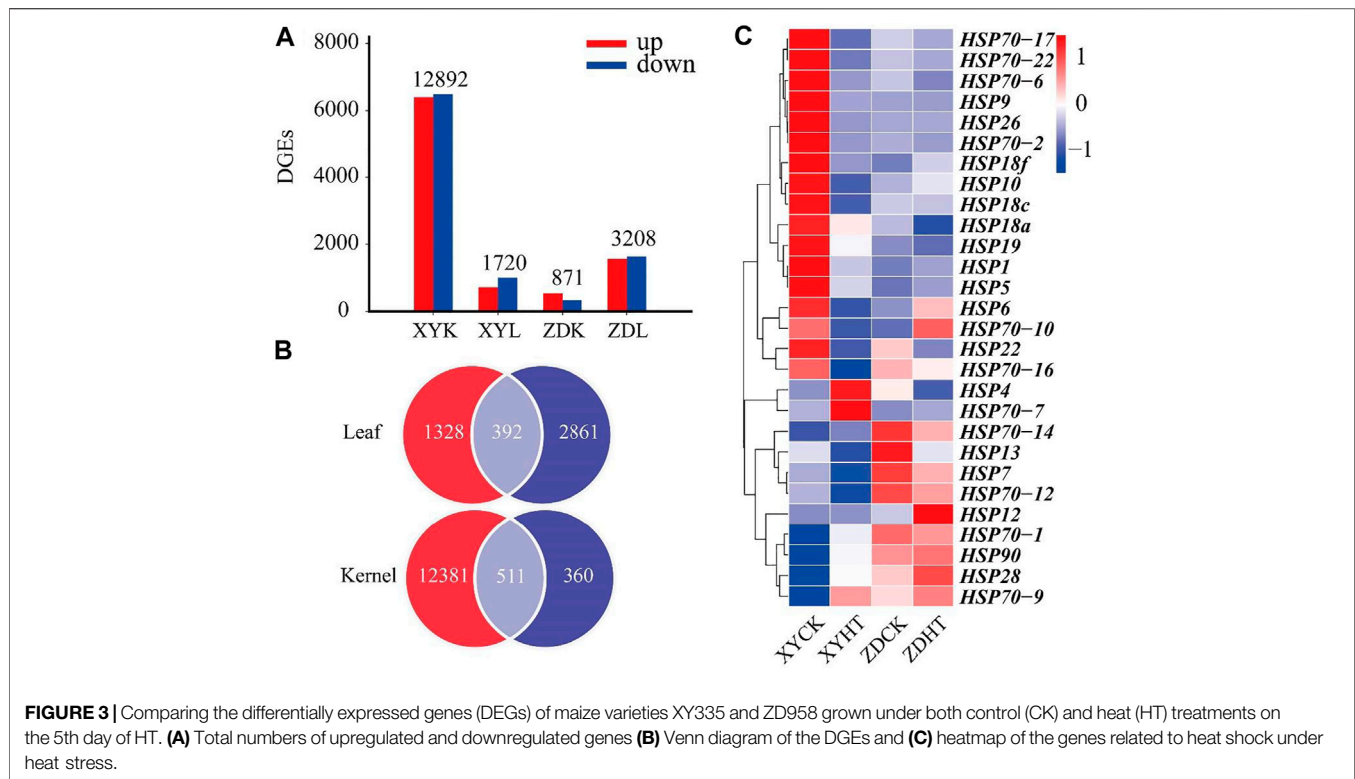 A
8000
6000
4000
2000
0
DGEs
up
down
12892
1720
871
3208
XYK XYL ZDK ZDL
B
Leaf
1328 392 2861
Kernel
12381 511 360
C
HSP70-17
HSP70-22
HSP70-6
HSP9
HSP26
HSP70-2
HSP18f
HSP10
HSP18c
HSP18a
HSP19
HSP1
HSP5
HSP6
HSP70-10
HSP22
HSP70-16
HSP4
HSP70-7
HSP70-14
HSP13
HSP7
HSP70-12
HSP12
HSP70-1
HSP90
HSP28
HSP70-9
1
0
−1
XYCK XYHT ZDCK ZDHT
FIGURE 3 | Comparing the differentially expressed genes (DEGs) of maize varieties XY335 and ZD958 grown under both control (CK) and heat (HT) treatments on
the 5th day of HT. (A) Total numbers of upregulated and downregulated genes (B) Venn diagram of the DGEs and (C) heatmap of the genes related to heat shock under
heat stress.